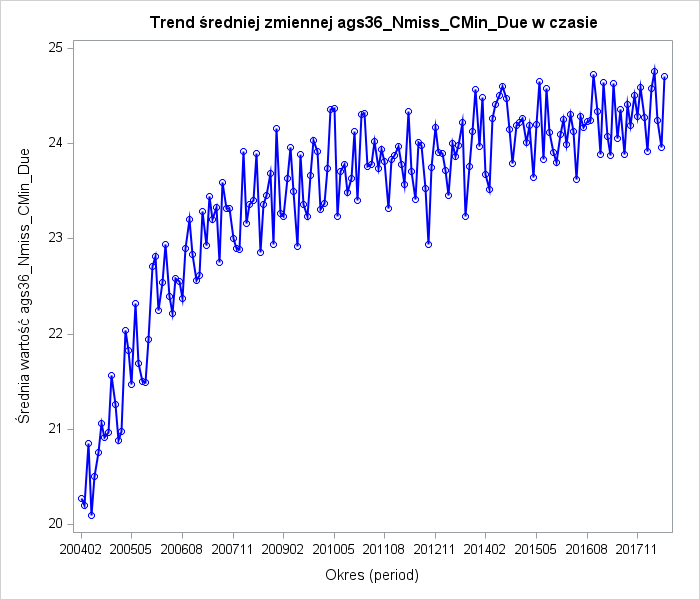 Trend średniej zmiennej ags36_Nmiss_CMin_Due w czasie
25
24
23
22
21
20
Średnia wartość ags36_Nmiss_CMin_Due
200402 200505 200608 200711 200902 201005 201108 201211 201402 201505 201608 201711
Okres (period)